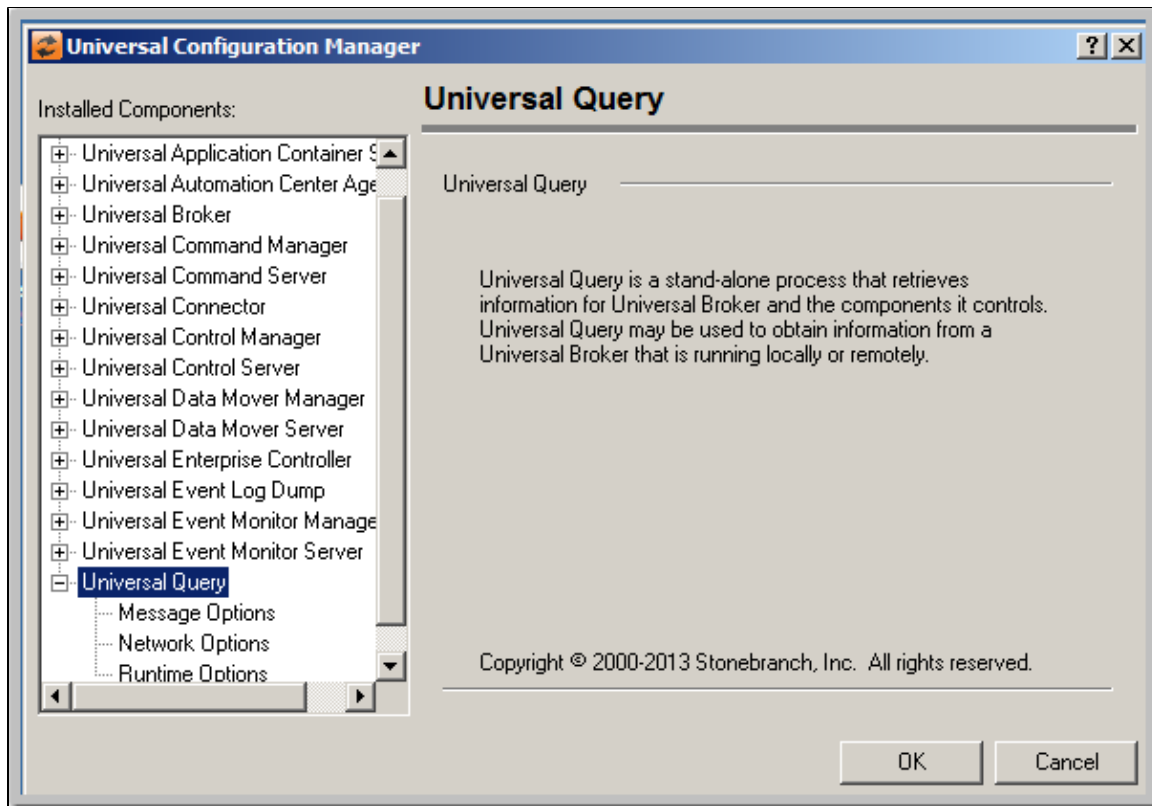 Universal Configuration Manager
Installed Components:
Universal Application Container S
Universal Automation Center Age
Universal Broker
Universal Command Manager
Universal Command Server
Universal Connector
Universal Control Manager
Universal Control Server
Universal Data Mover Manager
Universal Data Mover Server
Universal Enterprise Controller
Universal Event Log Dump
Universal Event Monitor Manage
Universal Event Monitor Server
Universal Query
Message Options
Network Options
Runtime Options
Universal Query
Universal Query
Universal Query is a stand-alone process that retrieves
information for Universal Broker and the components it controls.
Universal Query may be used to obtain information from a
Universal Broker that is running locally or remotely.
Copyright © 2000-2013 Stonebranch, Inc. All rights reserved.
OK
Cancel